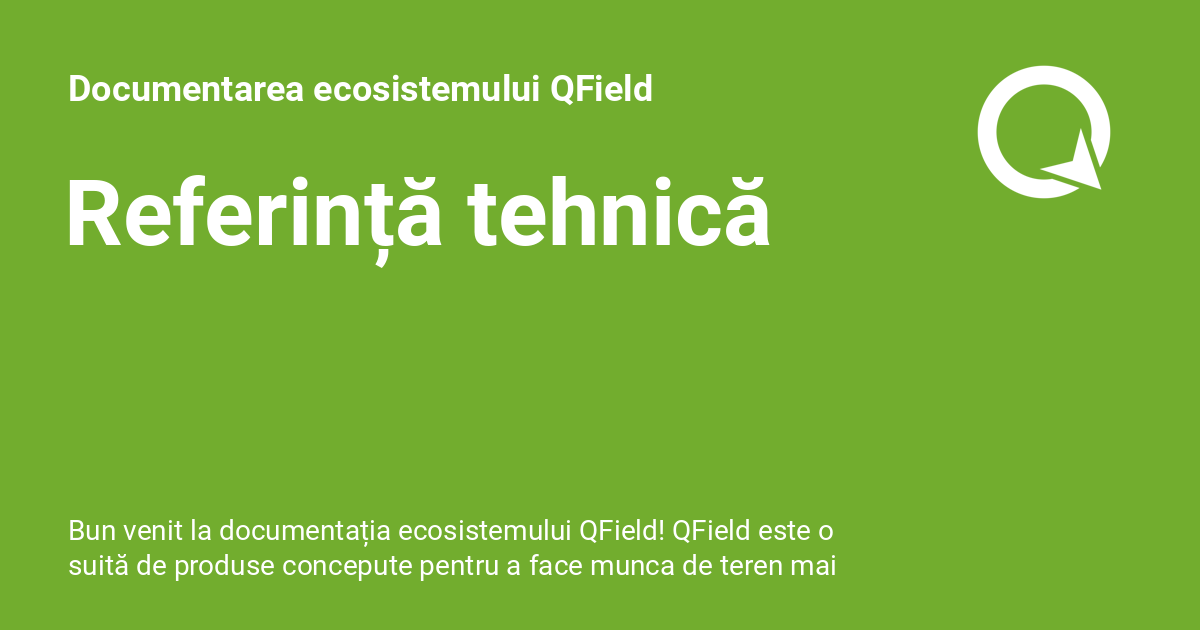 Documentarea ecosistemului QField
Referință tehnică
Bun venit la documentația ecosistemului QField! QField este o
suită de produse concepute pentru a face munca de teren mai